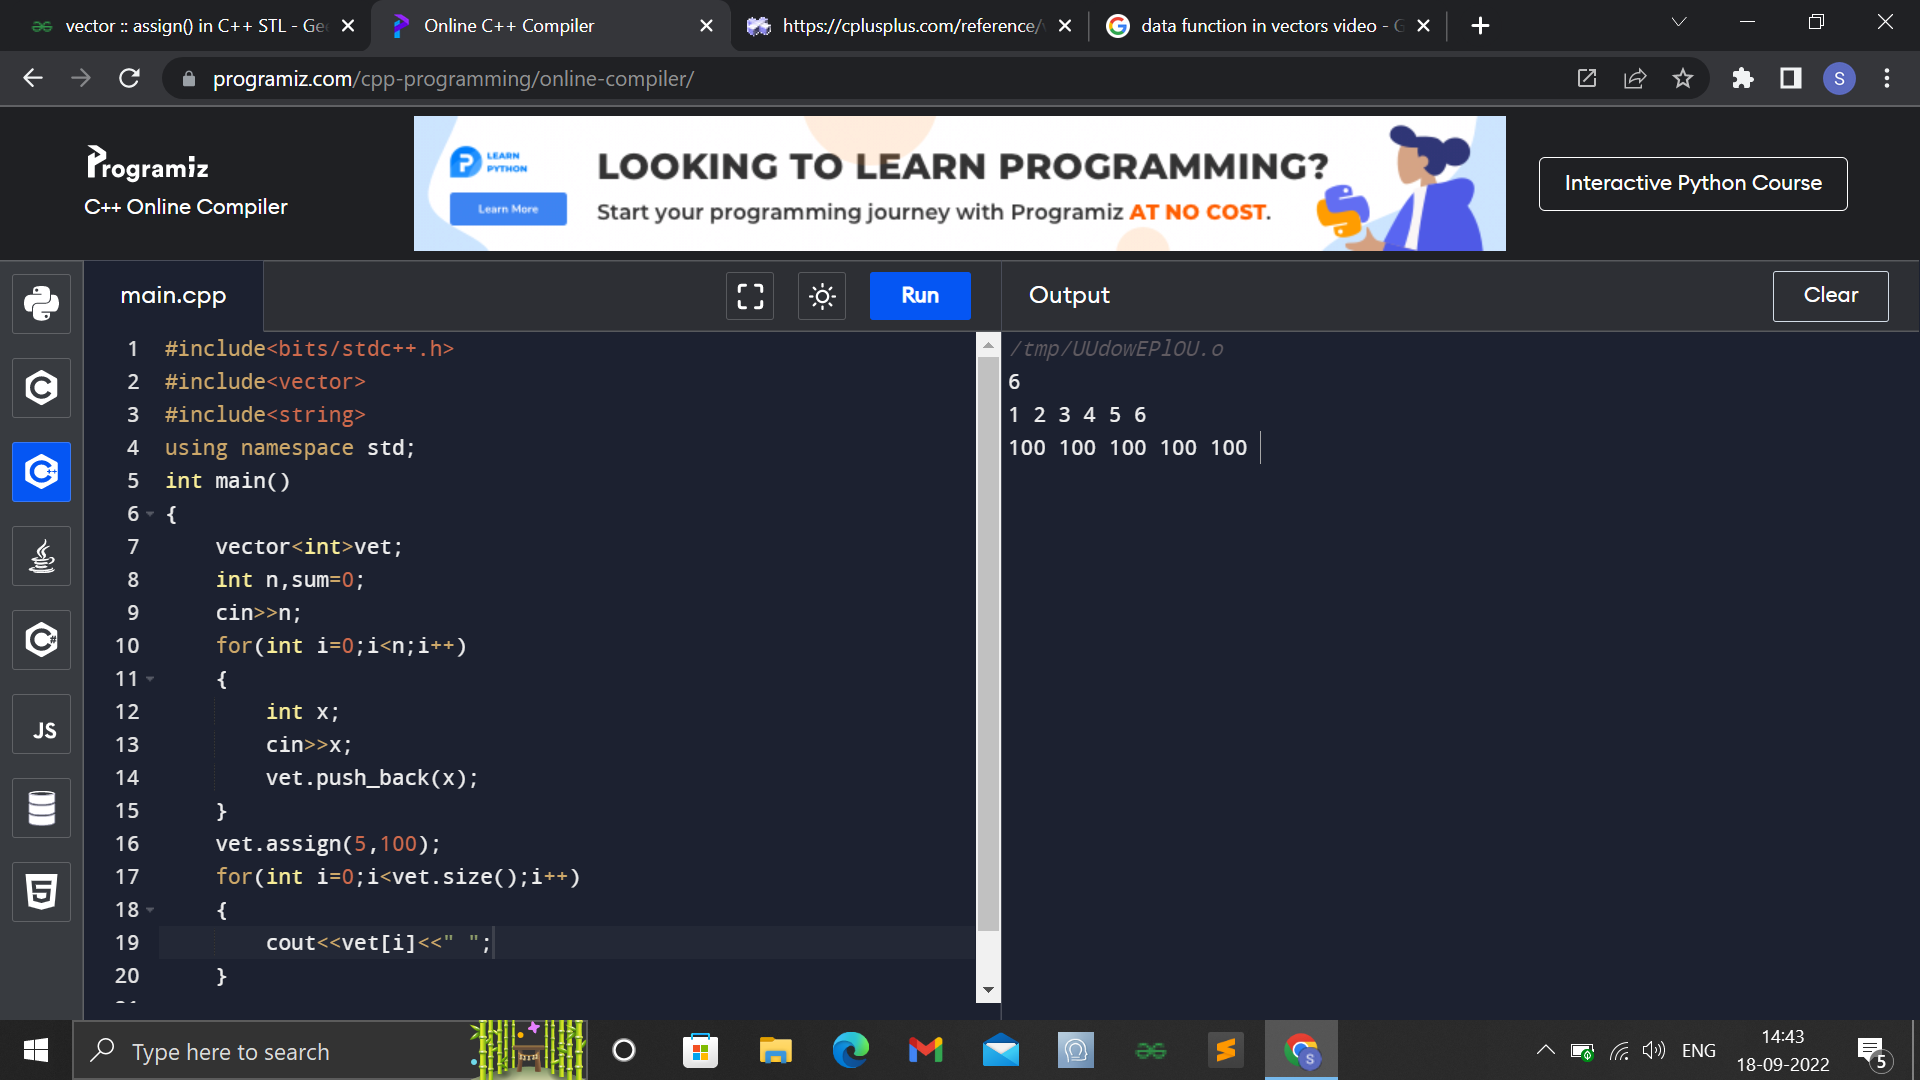 vector :: assign() in C++ STL - Gee
Online C++ Compiler
https://cplusplus.com/reference/v
data function in vectors video - G
programiz.com/cpp-programming/online-compiler/
S
Programiz
C++ Online Compiler
LEARN
PYTHON
Learn More
LOOKING TO LEARN PROGRAMMING?
Start your programming journey with Programiz AT NO COST.
Interactive Python Course
main.cpp
Run
Output
Clear
1 #include<bits/stdc++.h>
2 #include<vector>
3 #include<string>
4 using namespace std;
5 int main()
6 {
7 vector<int>vet;
8 int n,sum=0;
9 cin>>n;
10 for(int i=0;i<n;i++)
11 {
12 int x;
13 cin>>x;
14 vet.push_back(x);
15 }
16 vet.assign(5,100);
17 for(int i=0;i<vet.size();i++)
18 {
19 cout<<vet[i]<<" ";
20 }
/tmp/UUdowEPlOU.o
6
1 2 3 4 5 6
100 100 100 100 100
JS
Type here to search
S
ENG
14:43
18-09-2022
5